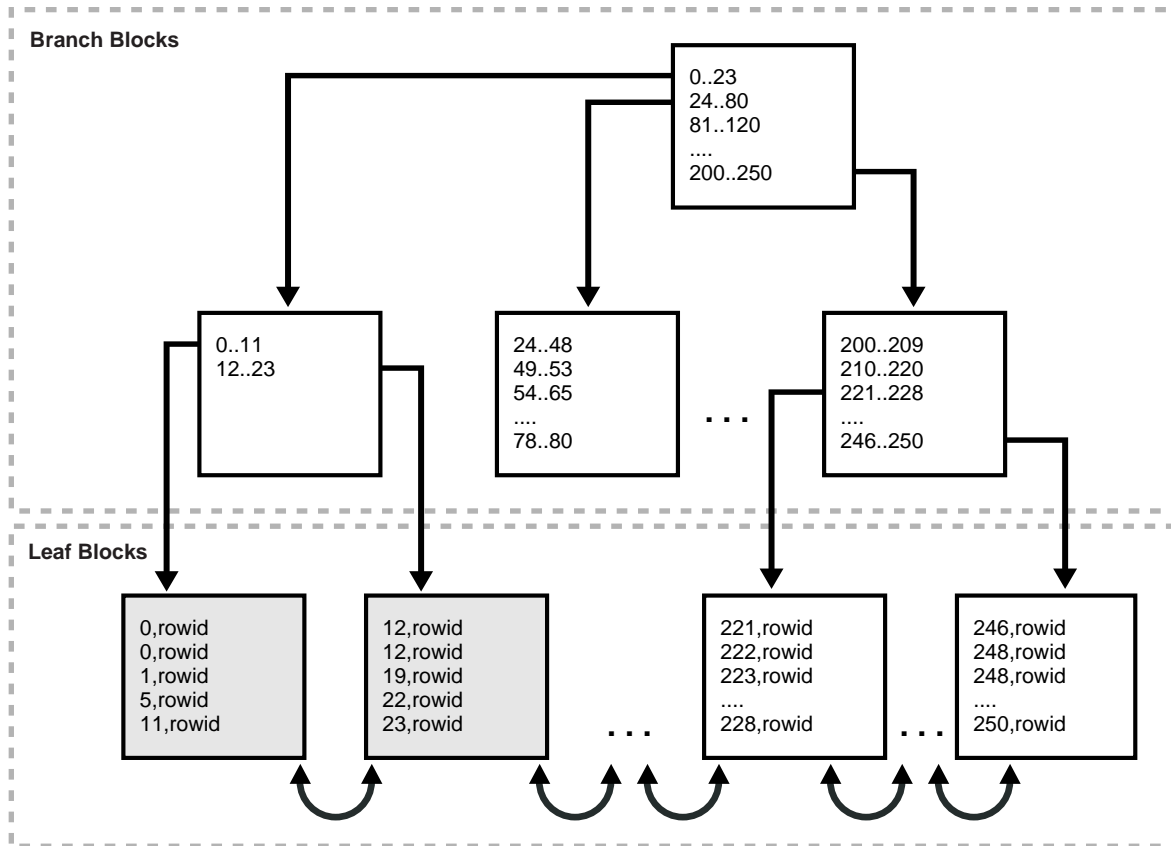 Branch Blocks
0..23
24..80
81..120
....
200..250
0..11
12..23
24..48
49..53
54..65
....
78..80
. . .
200..209
210..220
221..228
....
246..250
Leaf Blocks
0,rowid
0,rowid
1,rowid
5,rowid
11,rowid
12,rowid
12,rowid
19,rowid
22,rowid
23,rowid
. . .
221,rowid
222,rowid
223,rowid
....
228,rowid
. . .
246,rowid
248,rowid
248,rowid
....
250,rowid